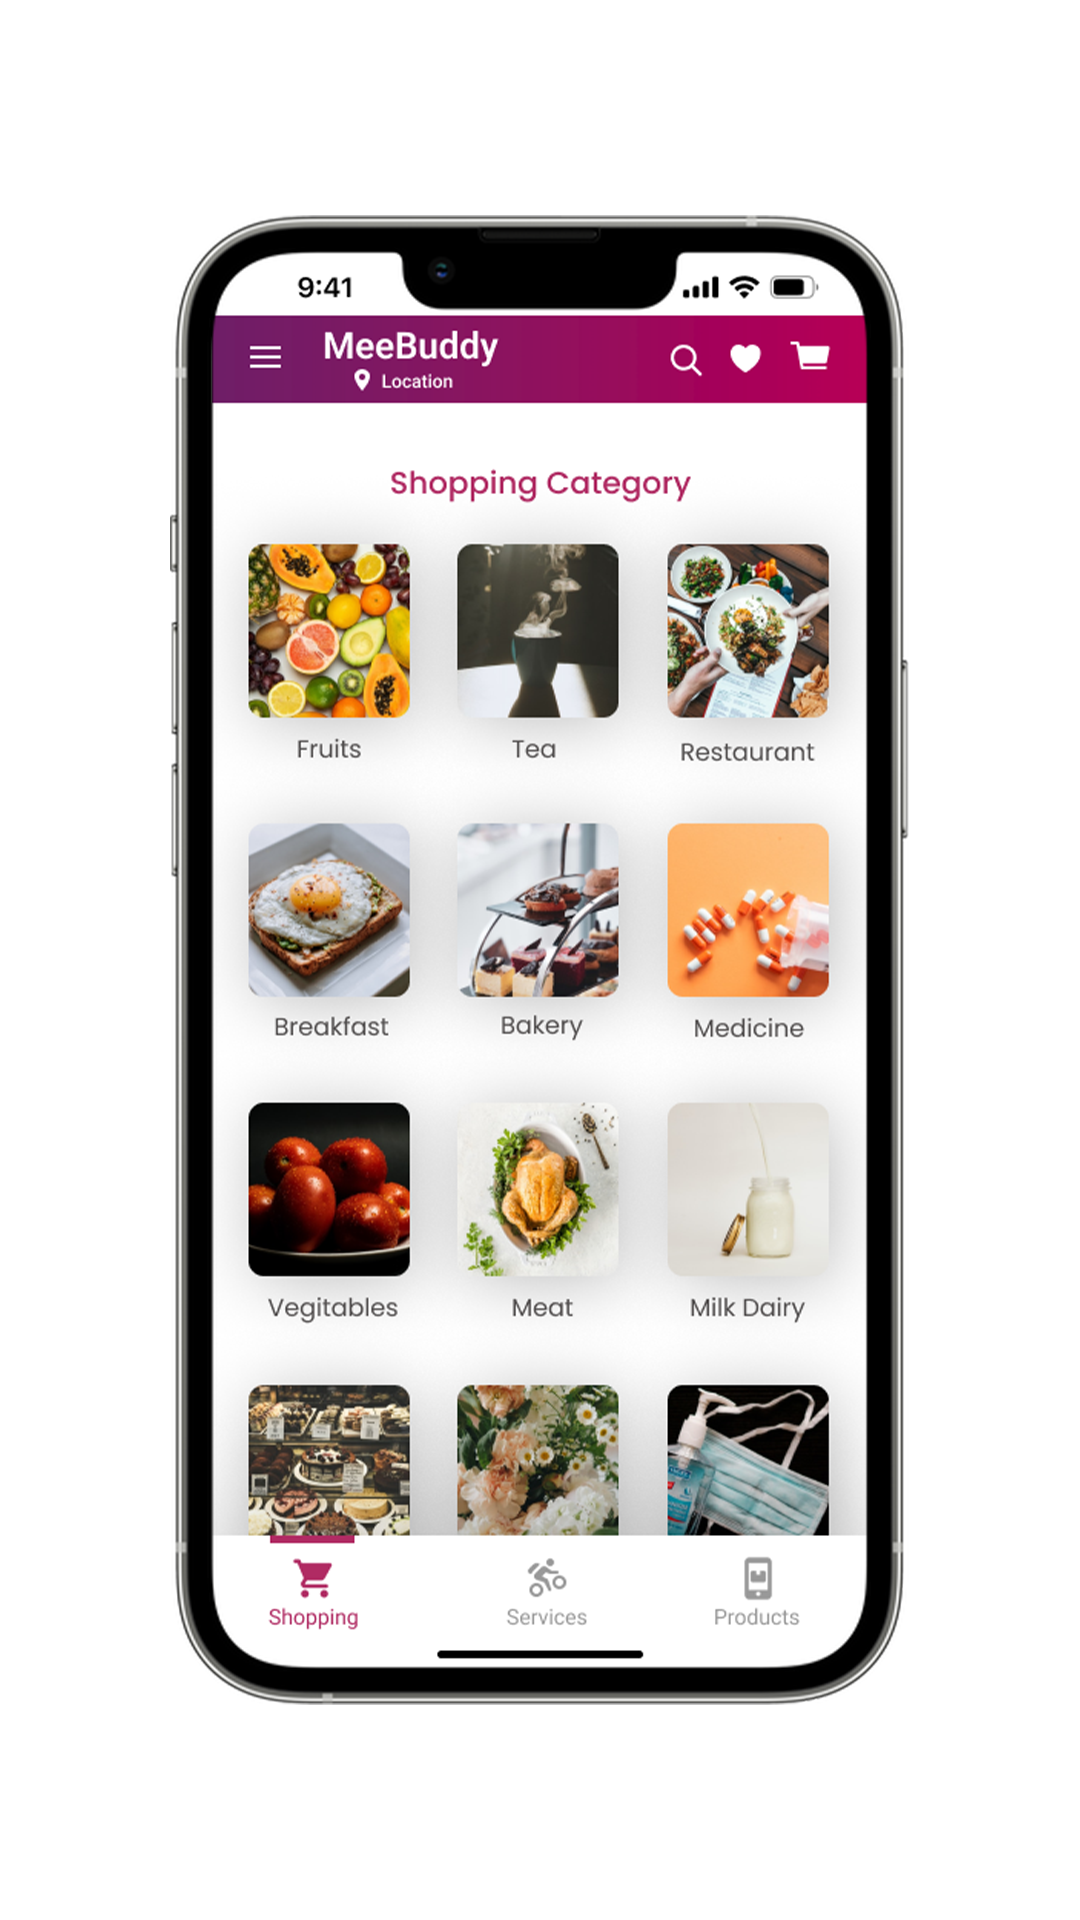 9:41
MeeBuddy
Location
Shopping Category
Fruits
Tea
Restaurant
Breakfast
Bakery
Medicine
Vegitables
Meat
Milk Dairy
Shopping
Services
Products